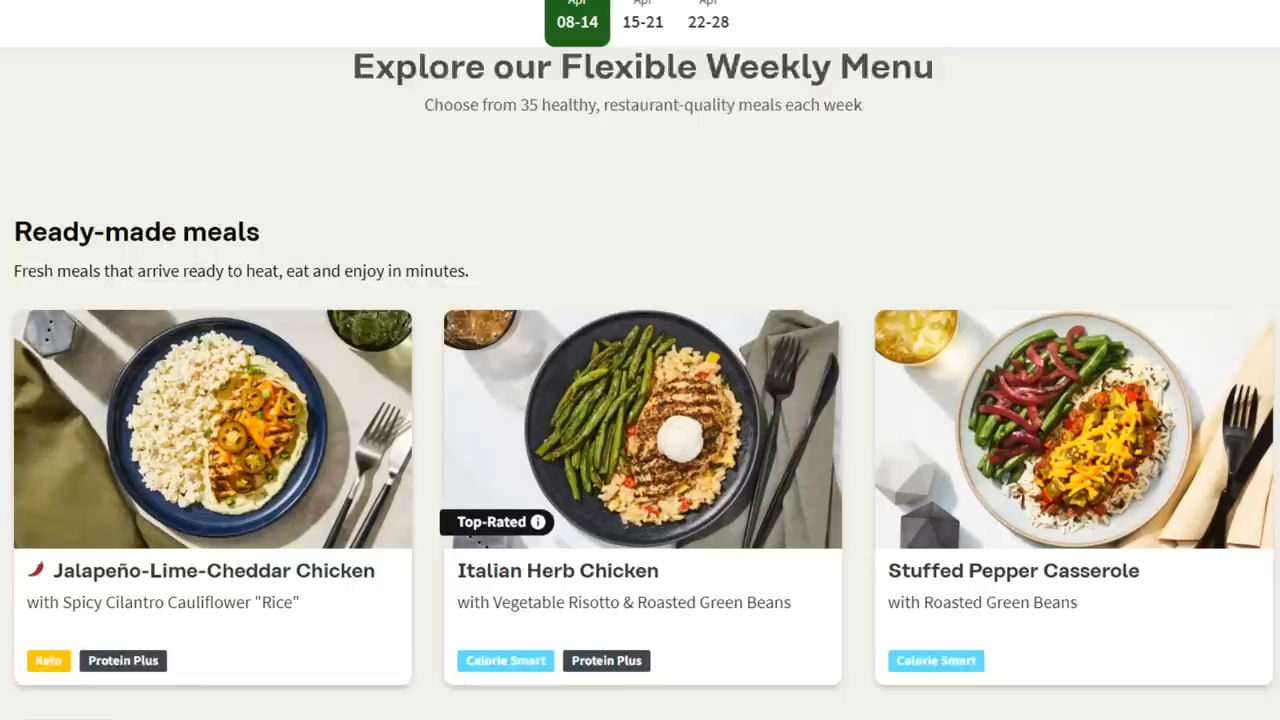 Apr Apr Apr
08-14 15-21 22-28
Explore our Flexible Weekly Menu
Choose from 35 healthy, restaurant-quality meals each week
Ready-made meals
Fresh meals that arrive ready to heat, eat and enjoy in minutes.
Top-Rated i
Jalapeño-Lime-Cheddar Chicken
with Spicy Cilantro Cauliflower "Rice"
Keto Protein Plus
Italian Herb Chicken
with Vegetable Risotto & Roasted Green Beans
Calorie Smart Protein Plus
Stuffed Pepper Casserole
with Roasted Green Beans
Calorie Smart